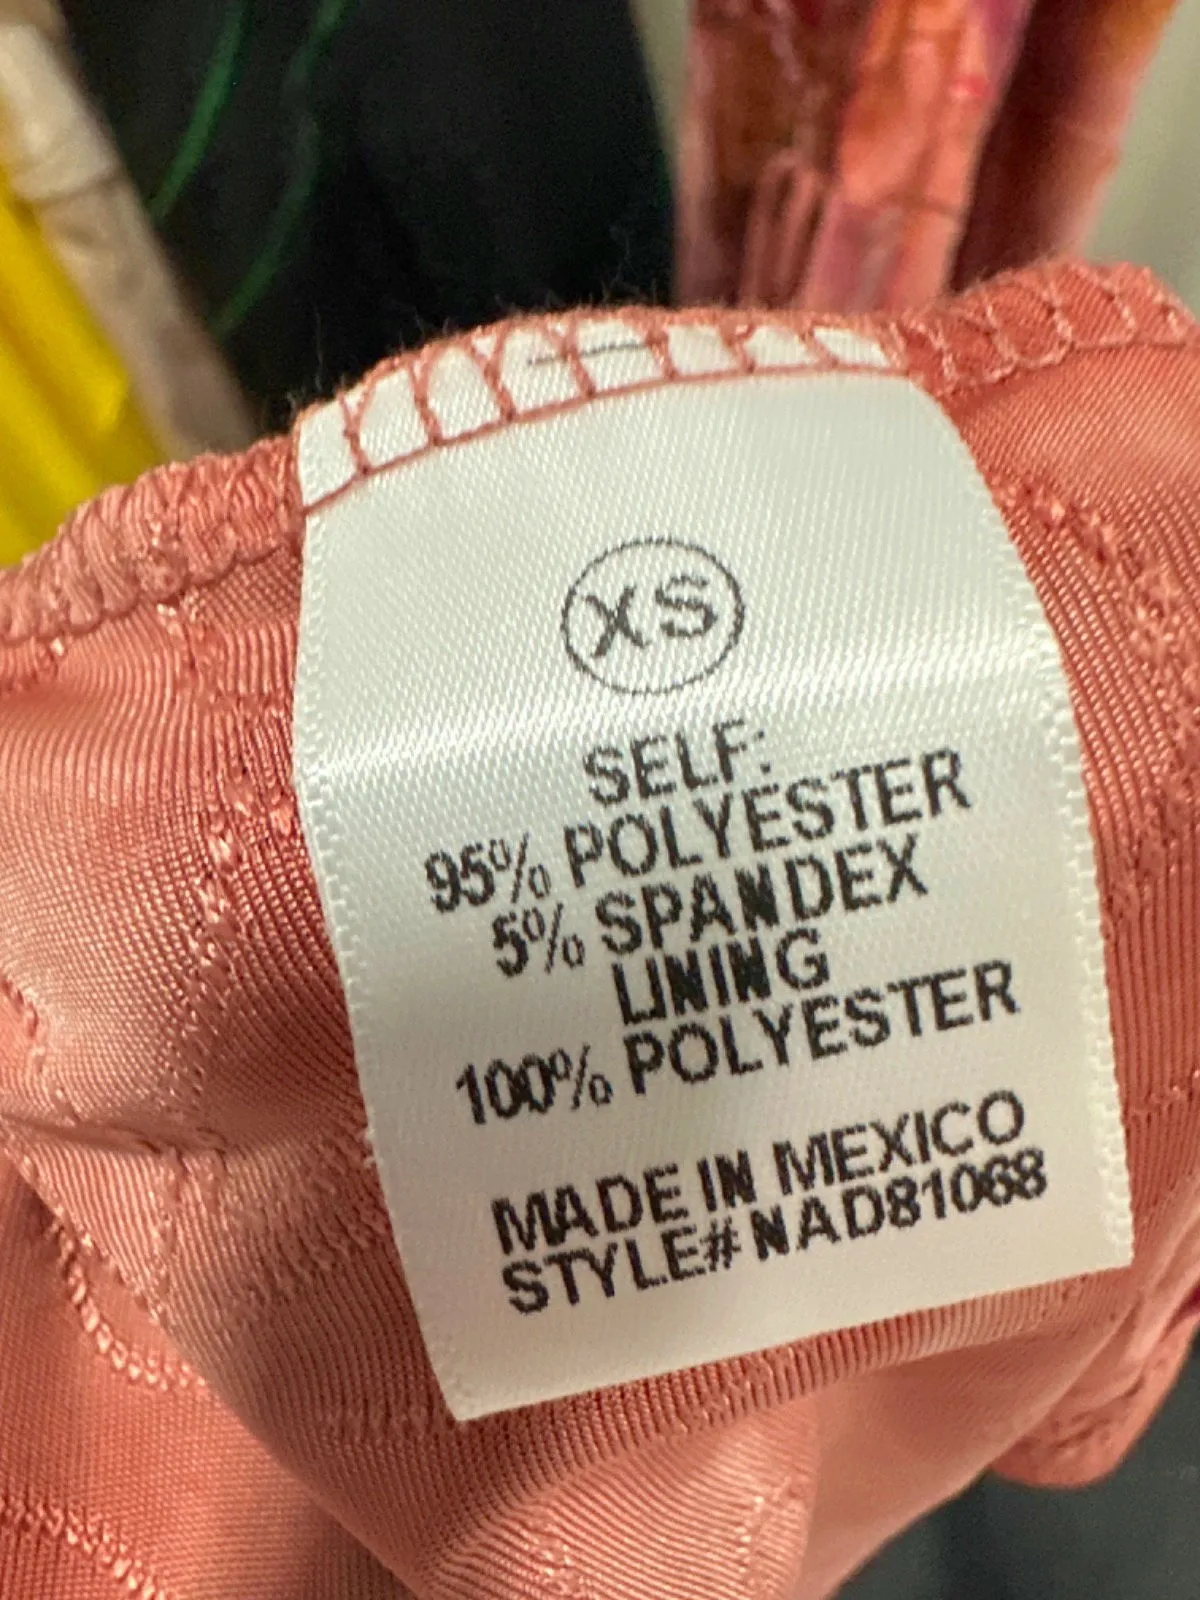 XS
SELF:
95% POLYESTER
5% SPANDEX
LINING
100% POLYESTER
MADE IN MEXICO
STYLE# NAD81068